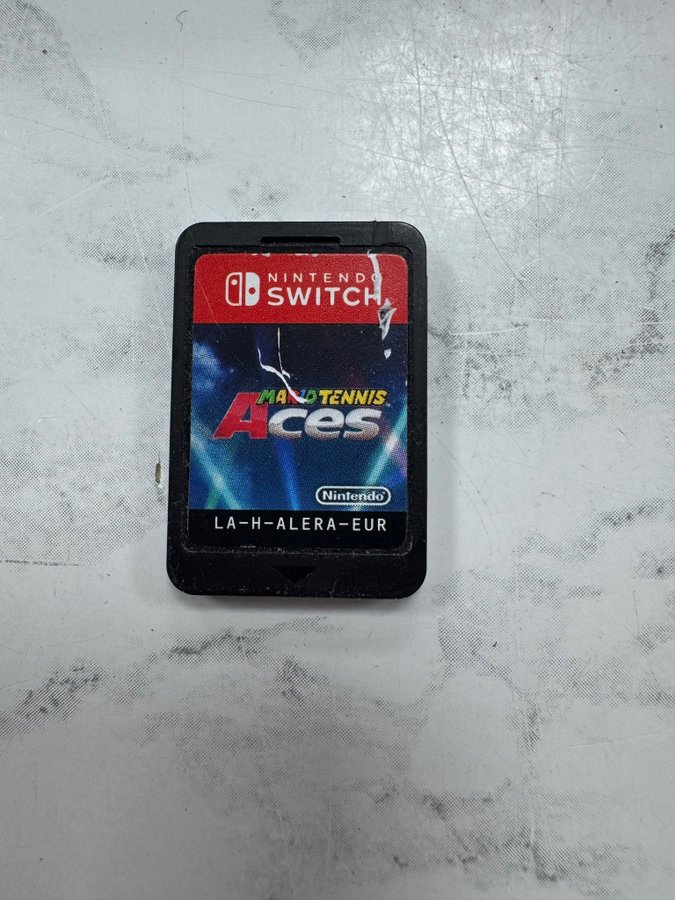 NINTENDO
SWITCH
MARIO TENNIS
Aces
Nintendo
LA-H-ALERA-EUR